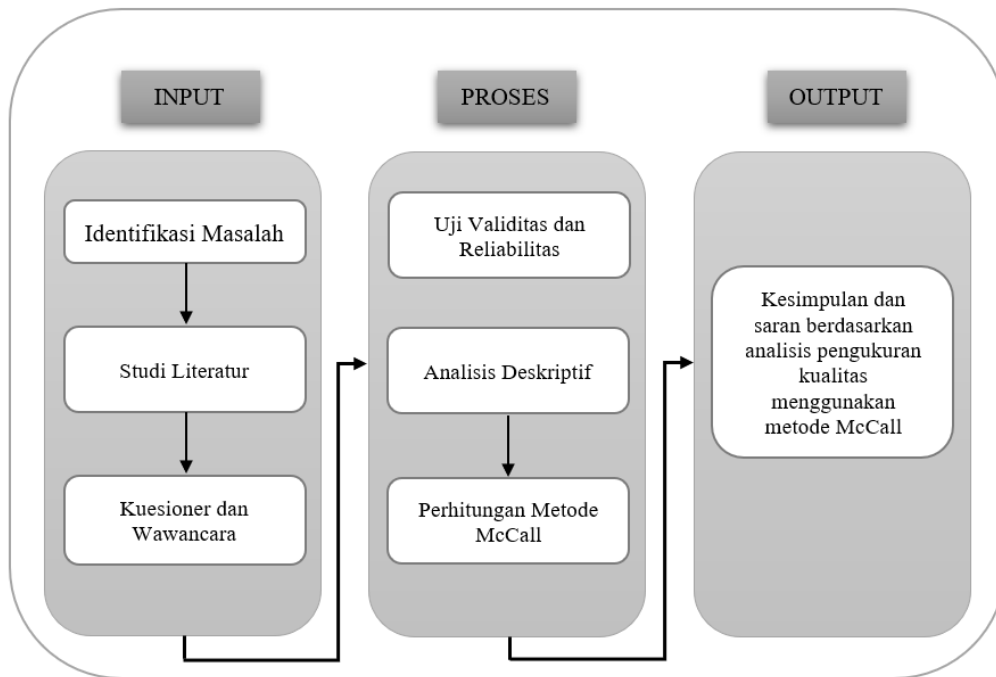 INPUT
Identifikasi Masalah
Studi Literatur
Kuesioner dan
Wawancara
PROSES
Uji Validitas dan
Reliabilitas
Analisis Deskriptif
Perhitungan Metode
McCall
OUTPUT
Kesimpulan dan
saran berdasarkan
analisis pengukuran
kualitas
menggunakan
metode McCall